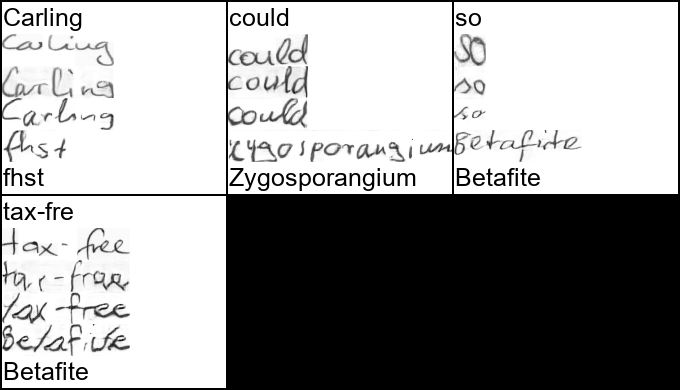 Carling
Carling
Carling
Carling
fhst
fhst
could
could
could
could
zygosporangium
Zygosporangium
so
so
so
so
Betafite
Betafite
tax-fre
tax-free
tax-free
tax-free
Betafite
Betafite